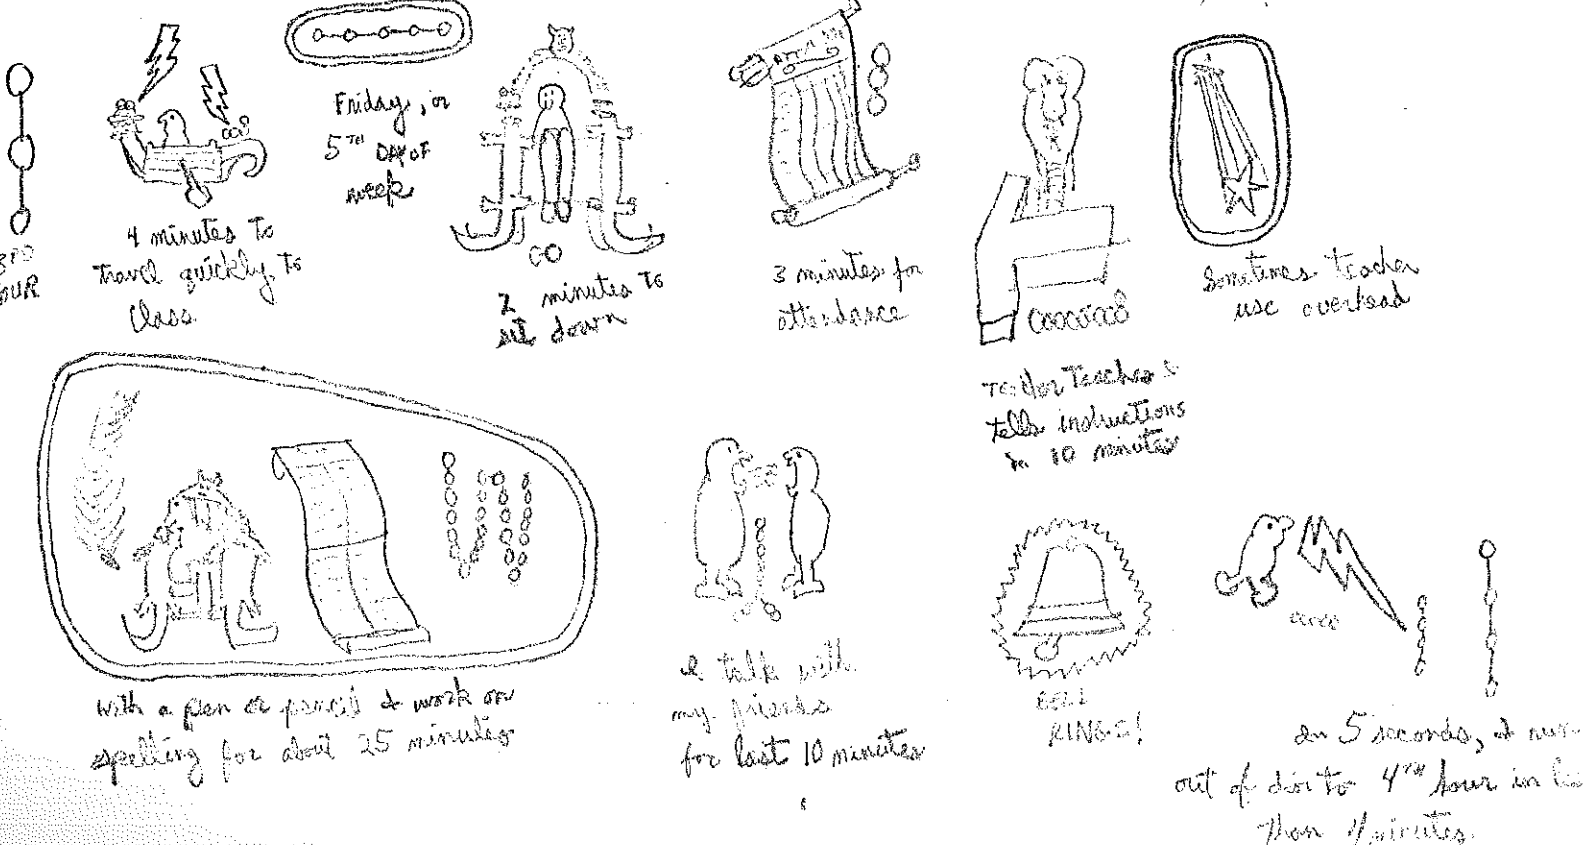 3RD
HOUR
4 minutes to
travel quickly to
class
Friday, or
5TH DAY OF
week
2 minutes to
sit down
3 minutes for
attendance
Teacher Teaches &
tells instructions
in 10 minutes
Sometimes teacher
use overhead
with a pen or pencil I work on
spelling for about 25 minutes
I talk with
my friends
for last 10 minutes
BELL
RINGS!
In 5 seconds, I run
out of door to 4TH hour in
than 4 minutes.